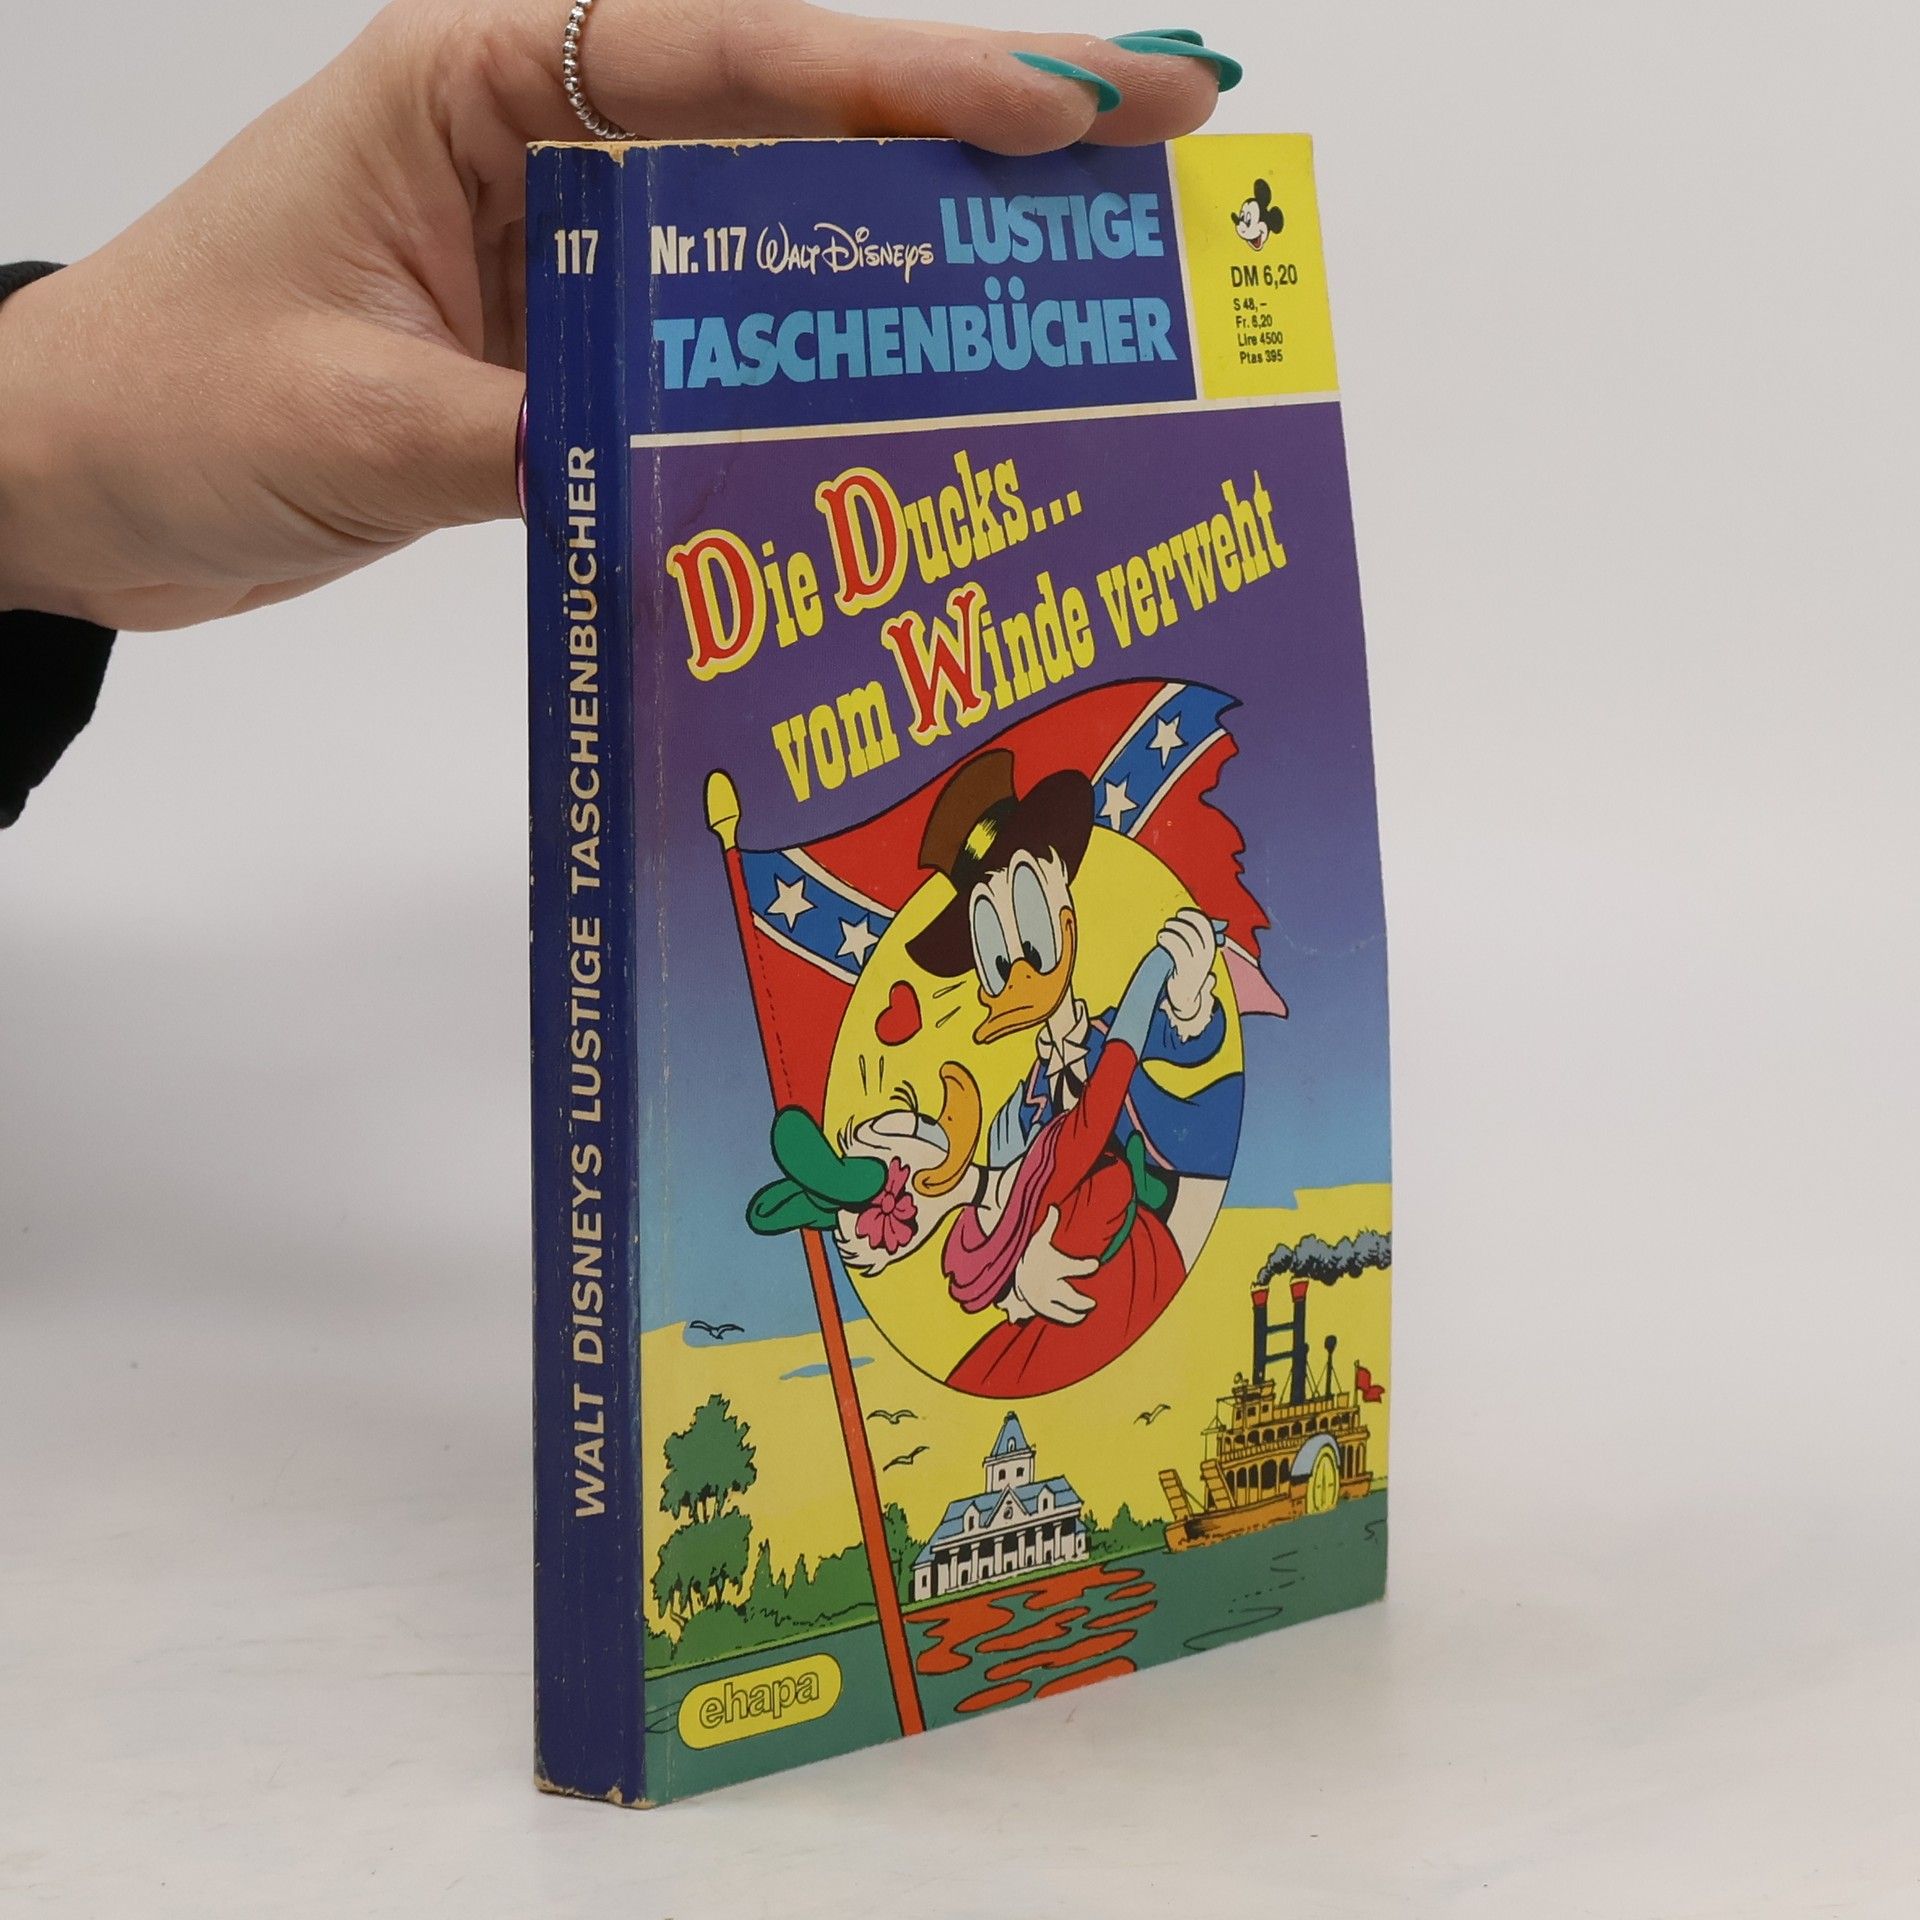 117
WALT DISNEYS LUSTIGE TASCHENBÜCHER
Nr. 117 Walt Disneys LUSTIGE
TASCHENBÜCHER
DM 6,20
S 48,–
Fr. 6,20
Lire 4500
Ptas 395
Die Ducks...
vom Winde verweht
ehapa